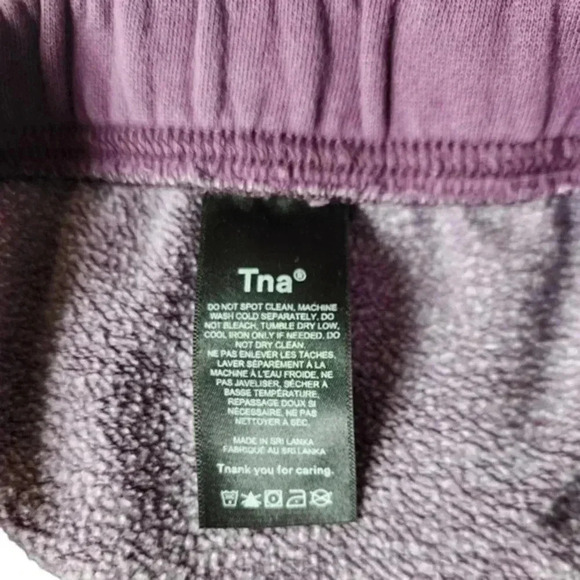 Tna®
DO NOT SPOT CLEAN, MACHINE
WASH COLD SEPARATELY, DO
NOT BLEACH, TUMBLE DRY LOW,
COOL IRON ONLY IF NEEDED. DO
NOT DRY CLEAN.
NE PAS ENLEVER LES TACHES,
LAVER SÉPARÉMENT À LA
MACHINE À L'EAU FROIDE, NE
PAS JAVELISER, SÉCHER À
BASSE TEMPÉRATURE,
REPASSAGE DOUX SI
NÉCESSAIRE, NE PAS
NETTOYER À SEC.
MADE IN SRI LANKA
FABRIQUÉ AU SRI LANKA
Tnank you for caring.